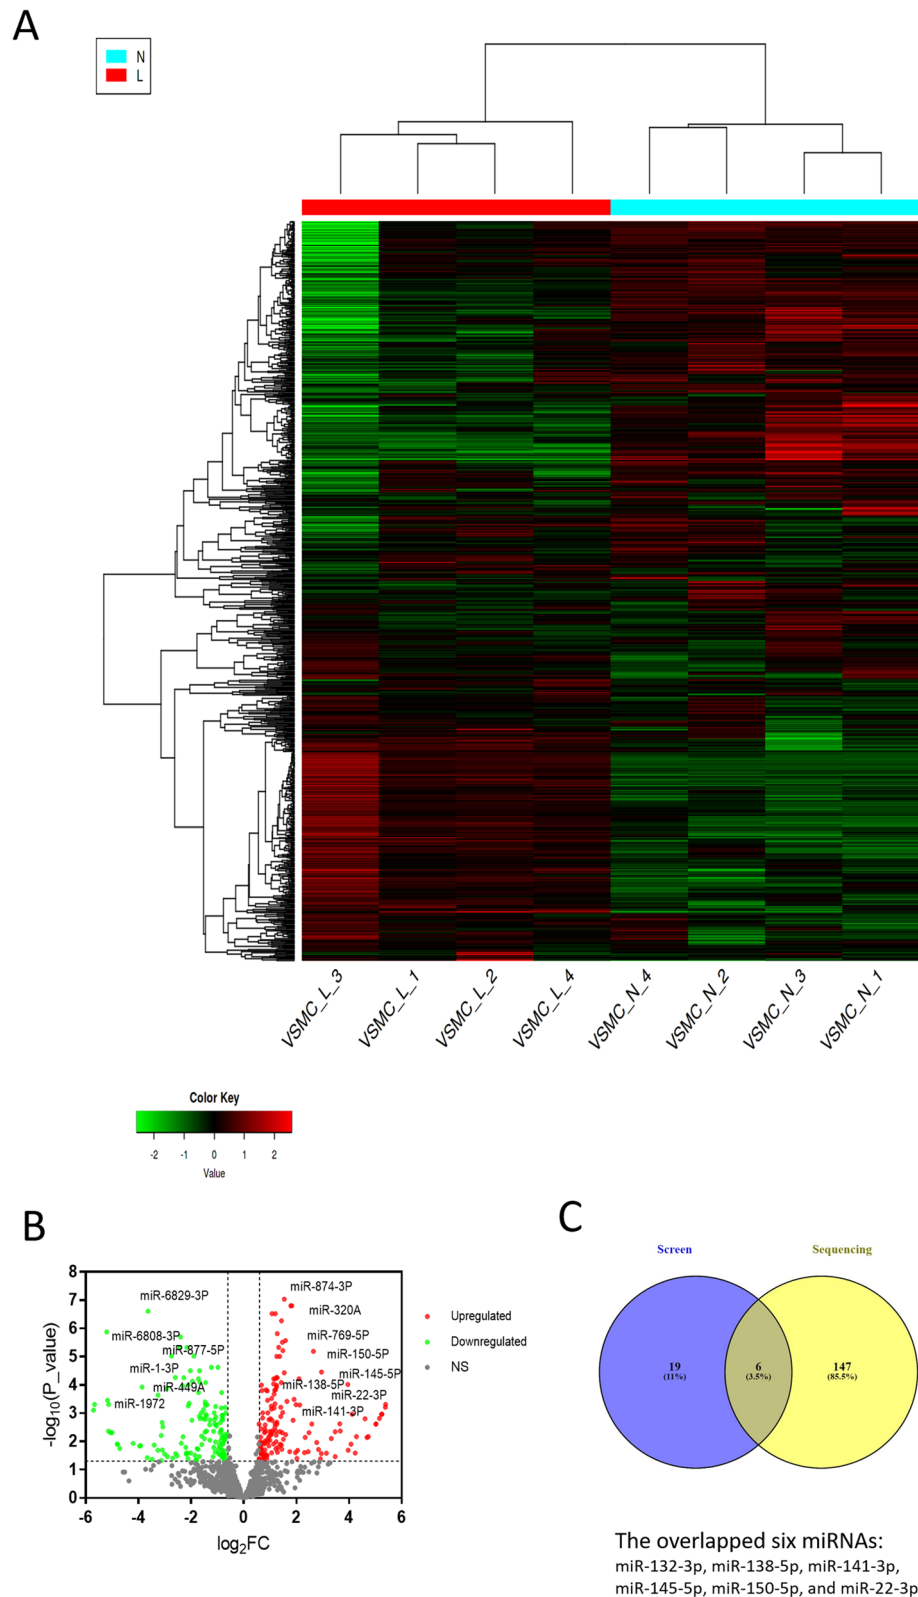 A
N
L
VSMC_L_3
VSMC_L_1
VSMC_L_2
VSMC_L_4
VSMC_N_4
VSMC_N_2
VSMC_N_3
VSMC_N_1
Color Key
-2 -1 0 1 2
Value
B
8
7
6
5
4
3
2
1
0
-log10(P_value)
-6 -4 -2 0 2 4 6
log2FC
miR-874-3P
miR-6829-3P
miR-320A
miR-6808-3P
miR-769-5P
miR-877-5P
miR-150-5P
miR-1-3P
miR-145-5P
miR-449A
miR-138-5P
miR-22-3P
miR-1972
miR-141-3P
Upregulated
Downregulated
NS
C
Screen
Sequencing
19
(11%)
6
(3.5%)
147
(85.5%)
The overlapped six miRNAs:
miR-132-3p, miR-138-5p, miR-141-3p,
miR-145-5p, miR-150-5p, and miR-22-3p